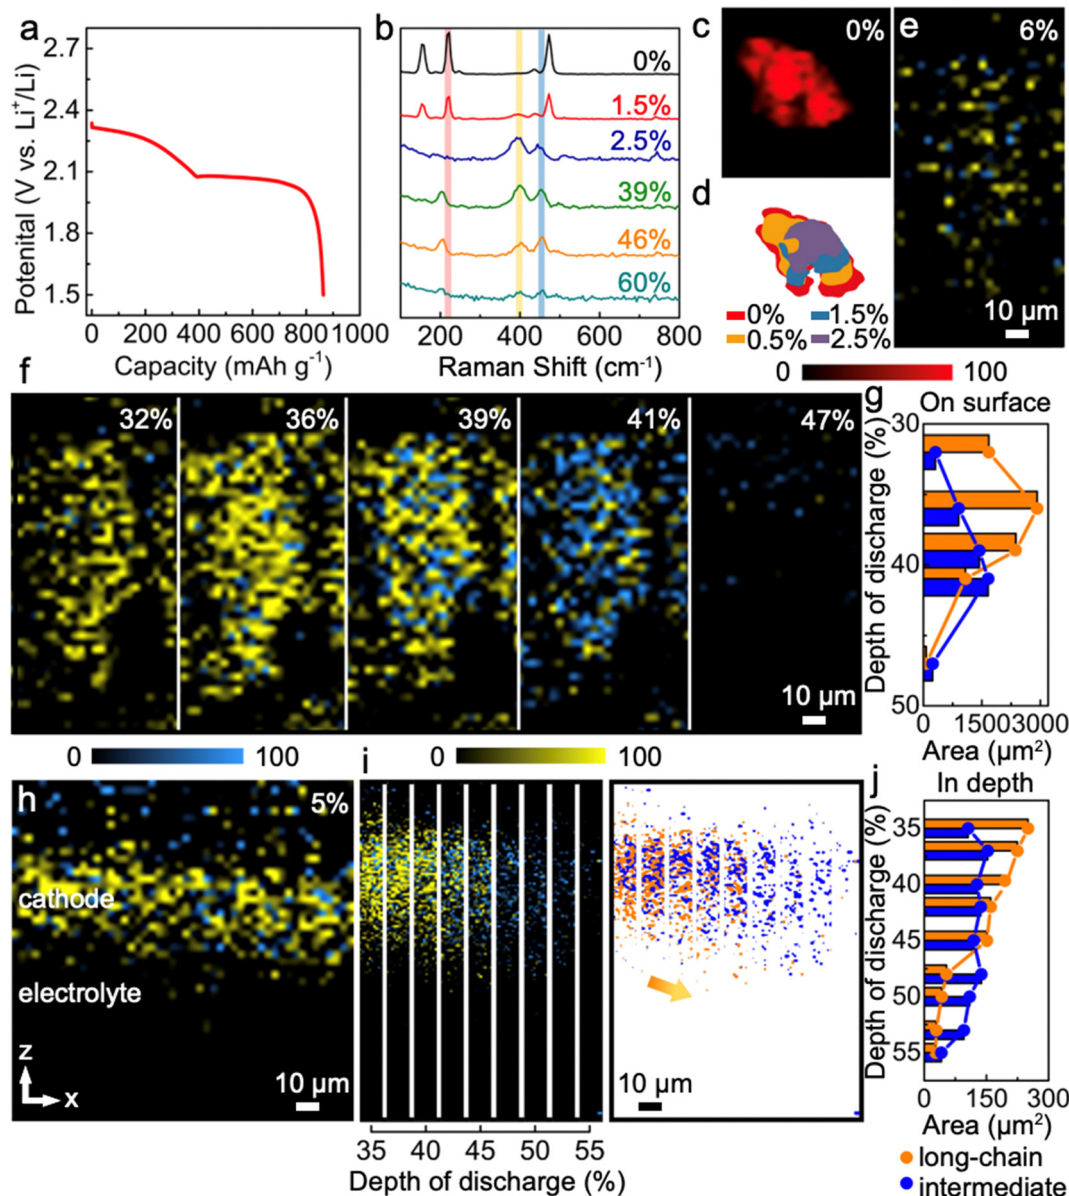 a
2.7
2.4
2.1
1.8
1.5
Potenital (V vs. Li⁺/Li)
0 200 400 600 800 1000
Capacity (mAh g⁻¹)
b
0%
1.5%
2.5%
39%
46%
60%
200 400 600 800
Raman Shift (cm⁻¹)
c
0%
d
0% 1.5%
0.5% 2.5%
e
6%
10 µm
0 100
f
32% 36% 39% 41% 47%
10 µm
g
On surface
30
40
50
Depth of discharge (%)
0 1500 3000
Area (µm²)
0 100
0 100
h
5%
cathode
electrolyte
z
x
10 µm
i
10 µm
35 40 45 50 55
Depth of discharge (%)
j
In depth
35
40
45
50
55
Depth of discharge (%)
0 150 300
Area (µm²)
long-chain
intermediate